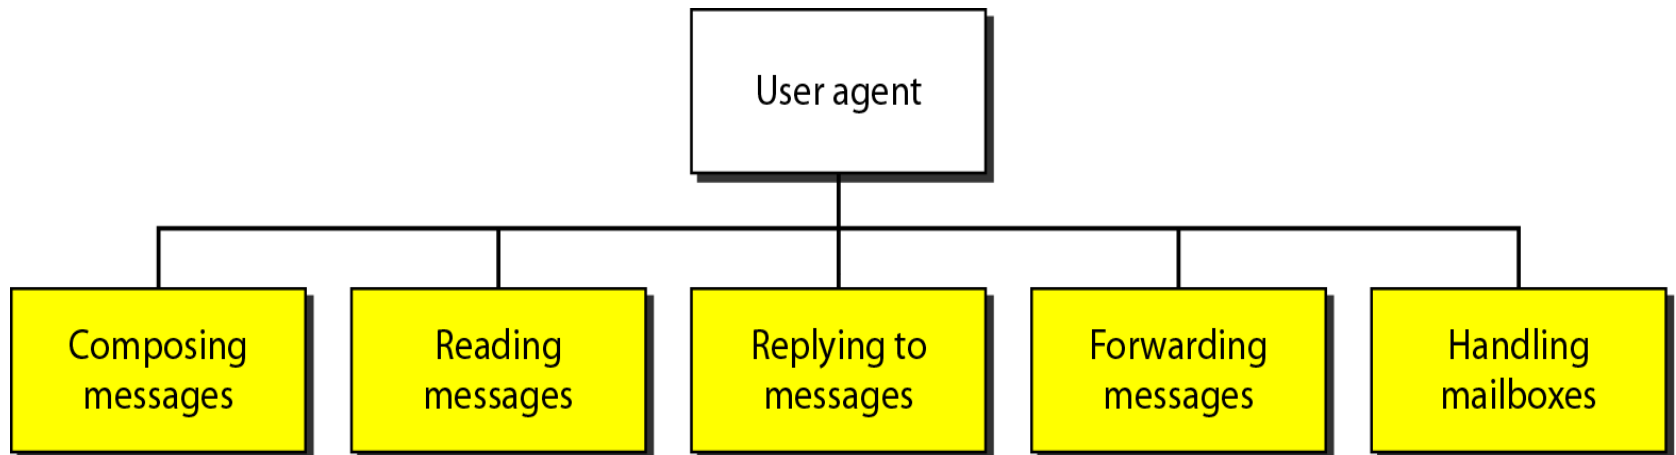 User agent
Composing
messages
Reading
messages
Replying to
messages
Forwarding
messages
Handling
mailboxes